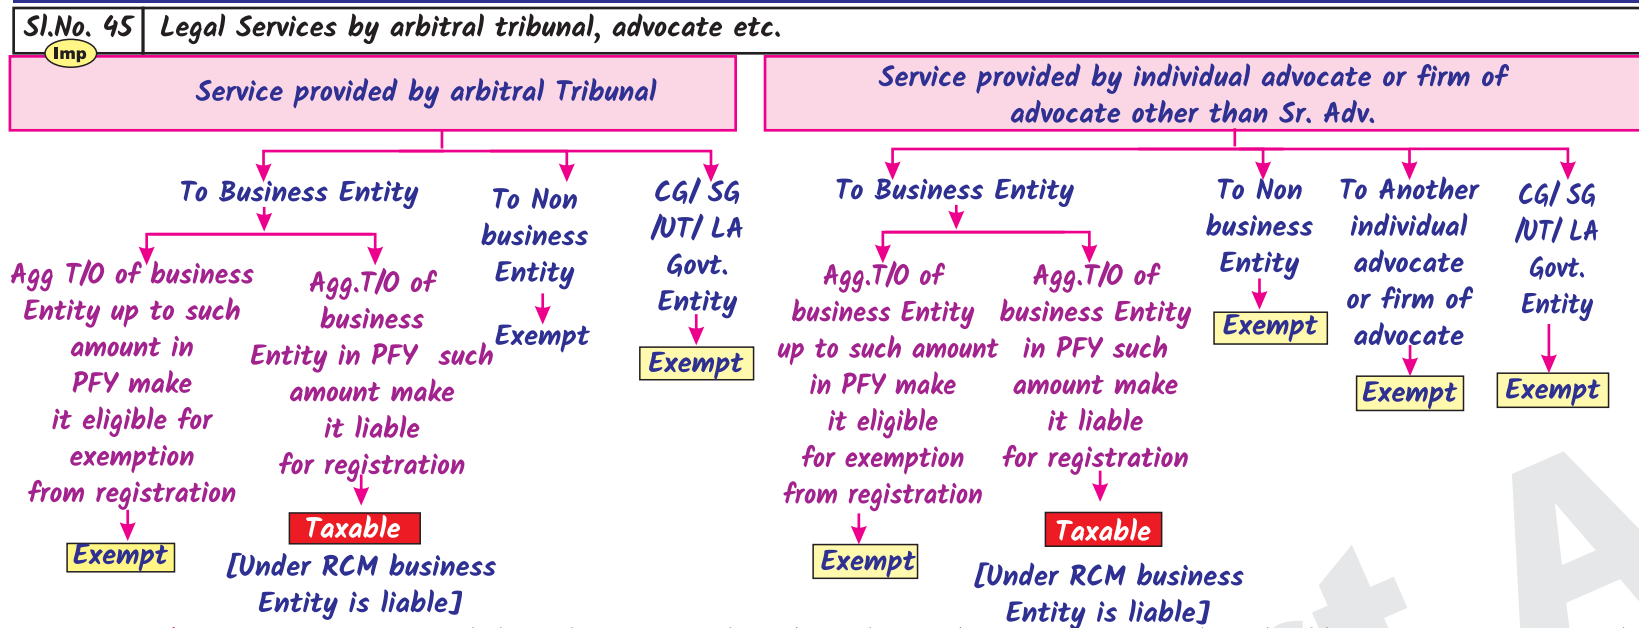 Sl.No. 45 Legal Services by arbitral tribunal, advocate etc.
Imp
Service provided by arbitral Tribunal
To Business Entity
Agg T/O of business
Entity up to such
amount in
PFY make
it eligible for
exemption
from registration
Exempt
Agg.T/O of
business
Entity in PFY such
amount make
it liable
for registration
Taxable
[Under RCM business
Entity is liable]
To Non
business
Entity
Exempt
CG/ SG
/UT/ LA
Govt.
Entity
Exempt
Service provided by individual advocate or firm of
advocate other than Sr. Adv.
To Business Entity
Agg.T/O of
business Entity
up to such amount
in PFY make
it eligible
for exemption
from registration
Exempt
Agg.T/O of
business Entity
in PFY such
amount make
it liable
for registration
Taxable
[Under RCM business
Entity is liable]
To Non
business
Entity
Exempt
To Another
individual
advocate
or firm of
advocate
Exempt
CG/ SG
/UT/ LA
Govt.
Entity
Exempt